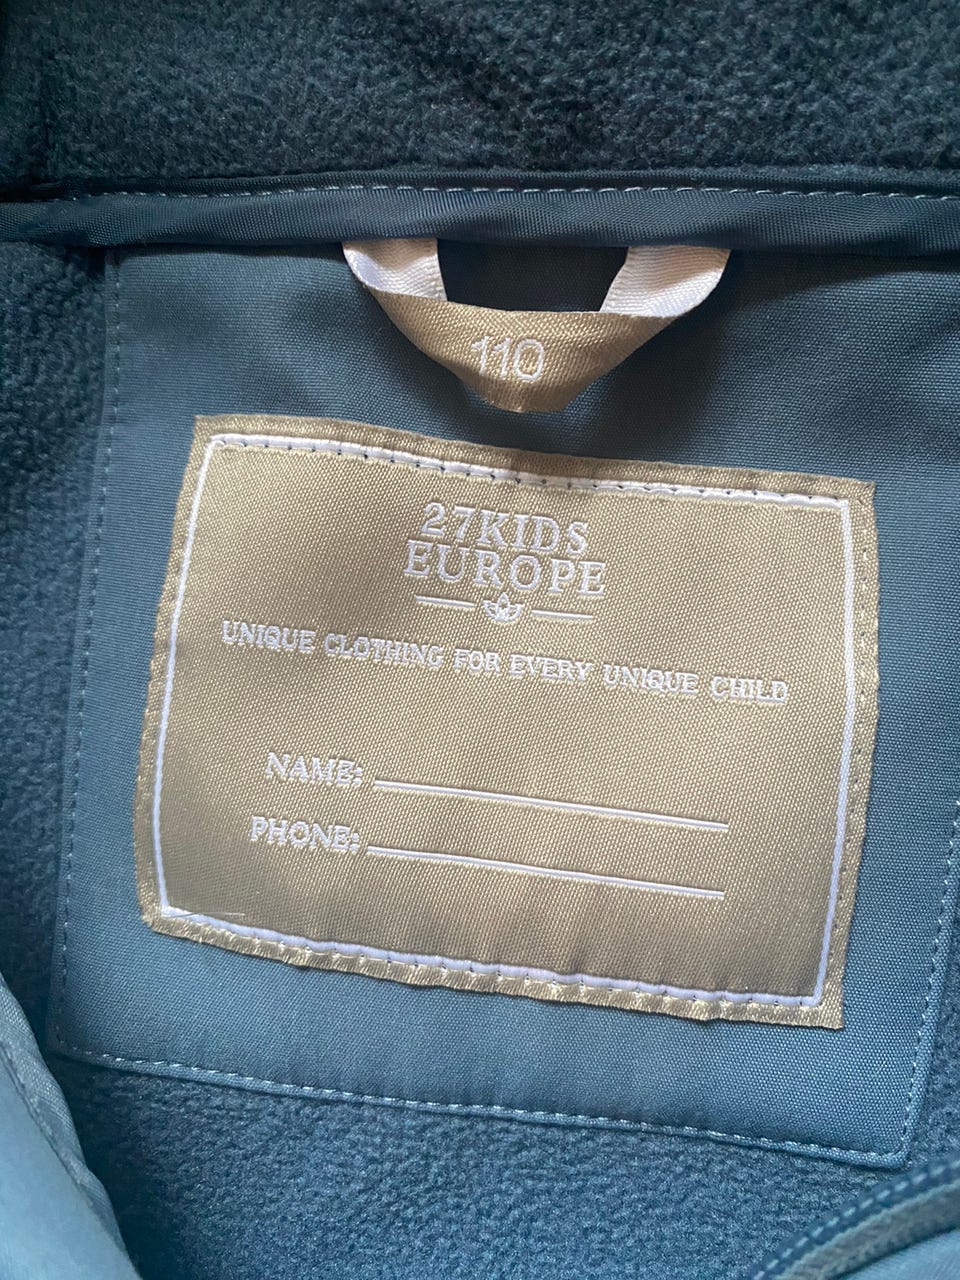 110
27KIDS
EUROPE
UNIQUE CLOTHING FOR EVERY UNIQUE CHILD
NAME:
PHONE: